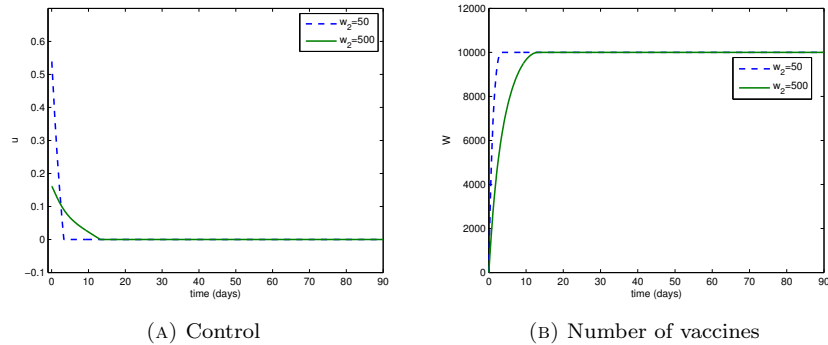 0.6
0.5
0.4
0.3
0.2
0.1
0
−0.1
u
0 10 20 30 40 50 60 70 80 90
time (days)
w2=50
w2=500
(A) Control
12000
10000
8000
6000
4000
2000
0
W
0 10 20 30 40 50 60 70 80 90
time (days)
w2=50
w2=500
(B) Number of vaccines